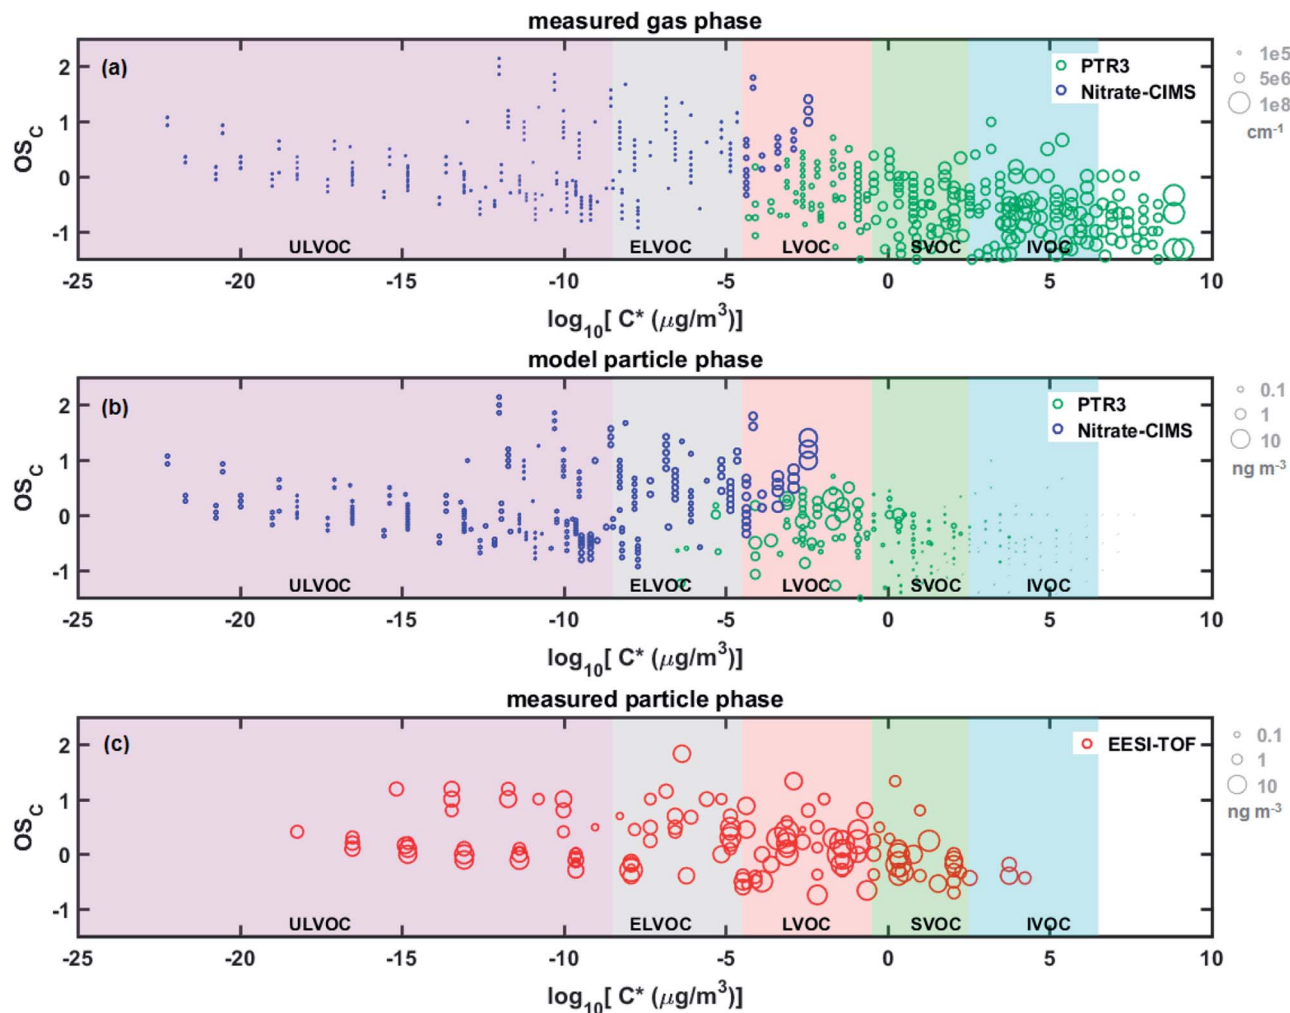 measured gas phase
(a)
PTR3
Nitrate-CIMS
1e5
5e6
1e8
cm-1
OSC
2
1
0
-1
ULVOC
ELVOC
LVOC
SVOC
IVOC
-25 -20 -15 -10 -5 0 5 10
log10[ C* (μg/m3)]
model particle phase
(b)
PTR3
Nitrate-CIMS
0.1
1
10
ng m-3
OSC
2
1
0
-1
ULVOC
ELVOC
LVOC
SVOC
IVOC
-25 -20 -15 -10 -5 0 5 10
log10[ C* (μg/m3)]
measured particle phase
(c)
EESI-TOF
0.1
1
10
ng m-3
OSC
2
1
0
-1
ULVOC
ELVOC
LVOC
SVOC
IVOC
-25 -20 -15 -10 -5 0 5 10
log10[ C* (μg/m3)]